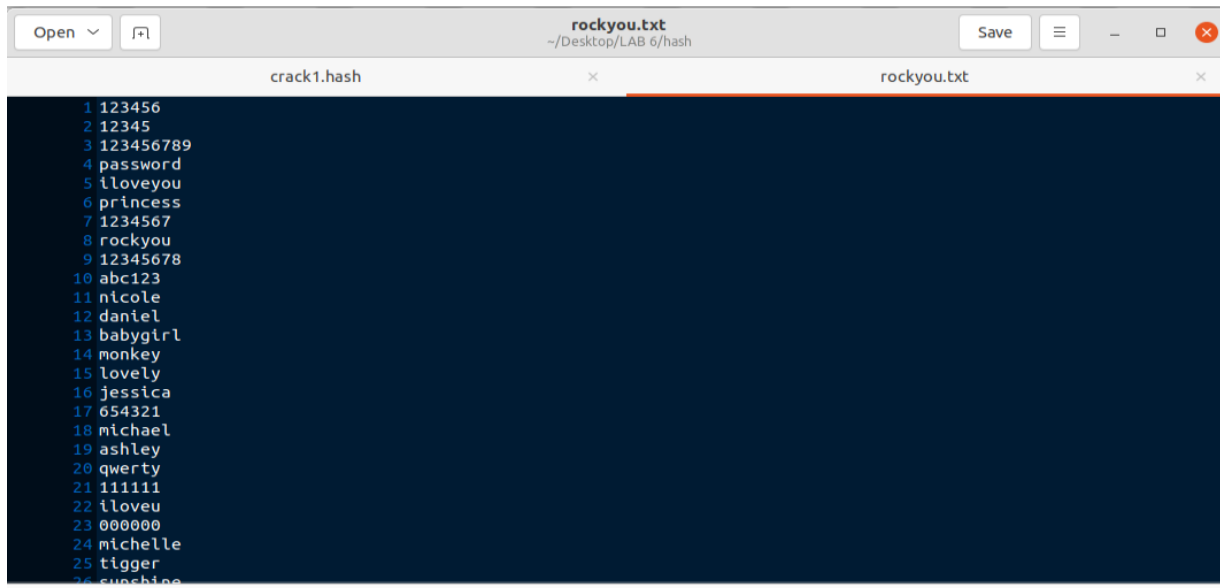 Open
rockyou.txt
~/Desktop/LAB 6/hash
Save
crack1.hash
rockyou.txt
1 123456
2 12345
3 123456789
4 password
5 iloveyou
6 princess
7 1234567
8 rockyou
9 12345678
10 abc123
11 nicole
12 daniel
13 babygirl
14 monkey
15 lovely
16 jessica
17 654321
18 michael
19 ashley
20 qwerty
21 111111
22 iloveu
23 000000
24 michelle
25 tigger
26 sunshine